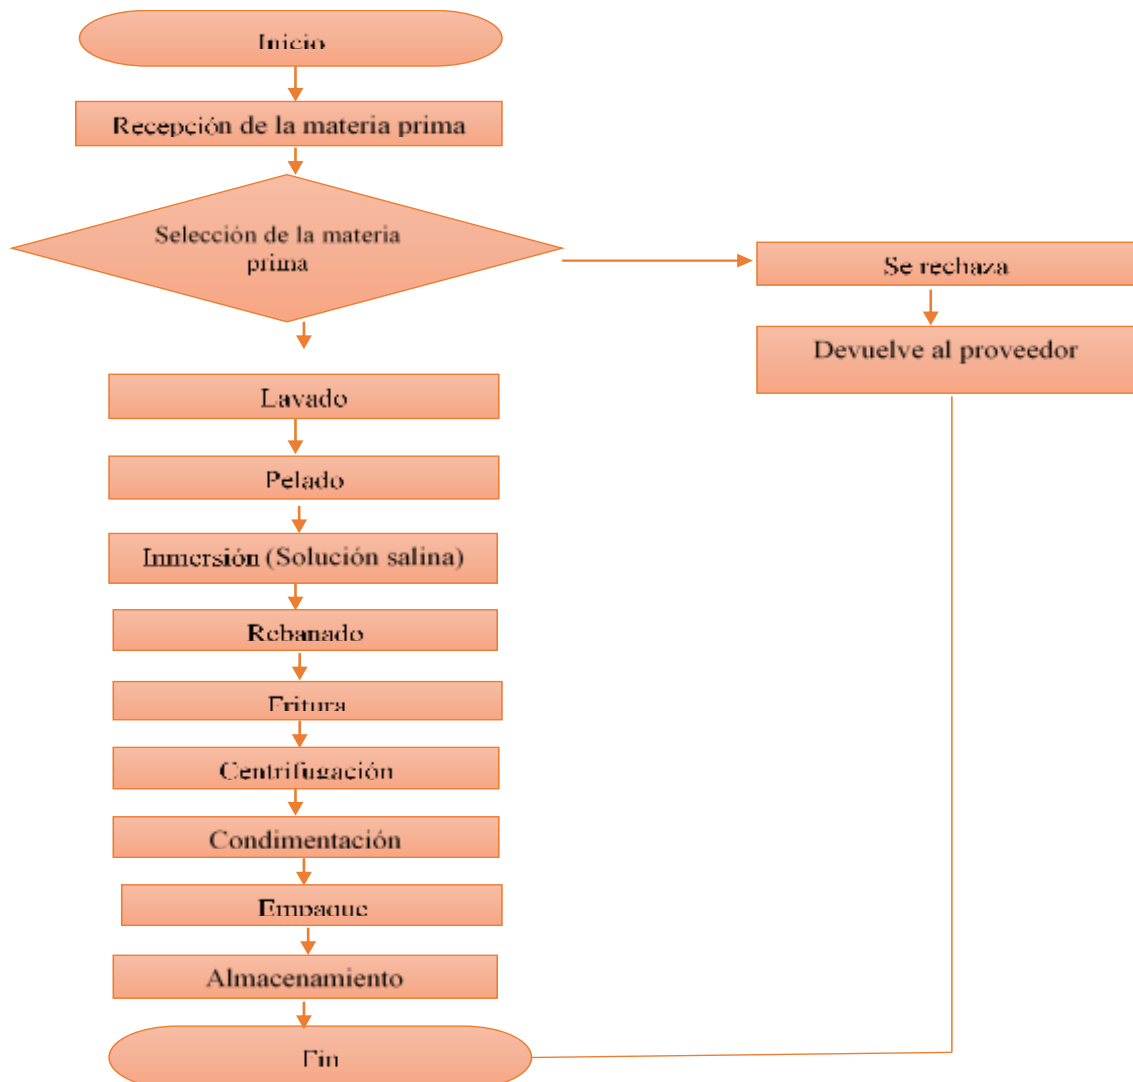 Inicio
Recepción de la materia prima
Selección de la materia
prima
Se rechaza
Devuelve al proveedor
Lavado
Pelado
Inmersión (Solución salina)
Rebanado
Fritura
Centrifugación
Condimentación
Empaque
Almacenamiento
Fin